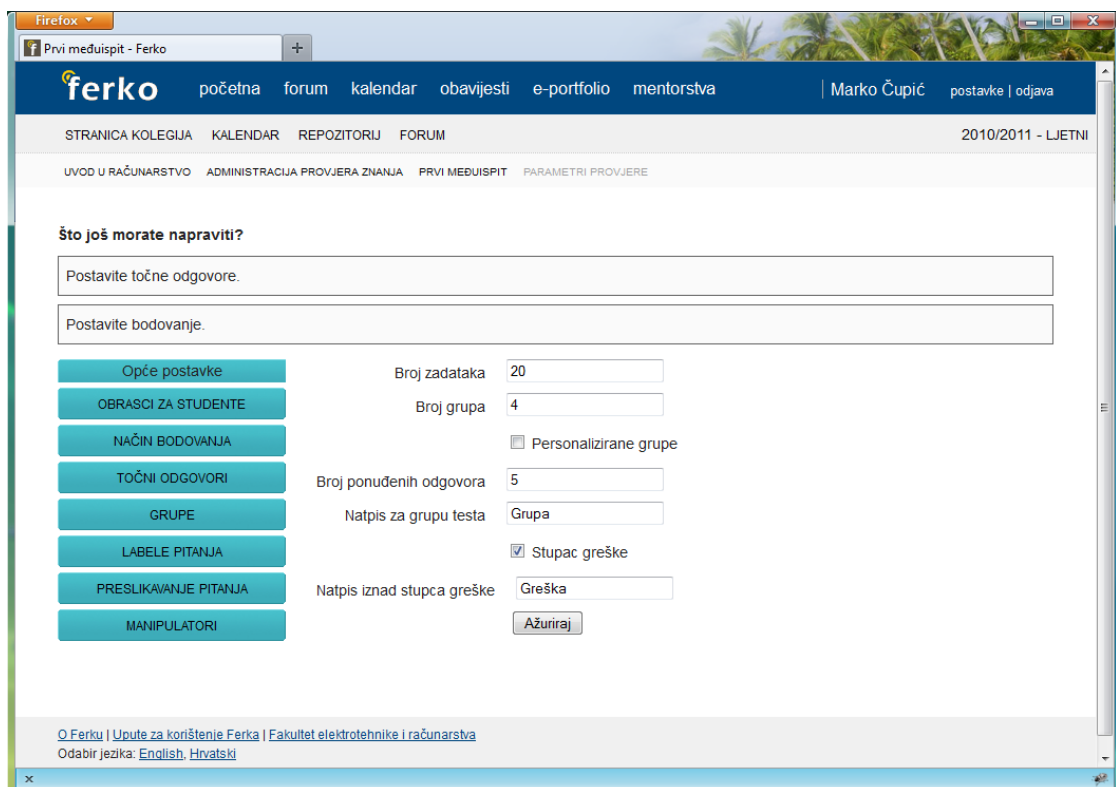 Firefox
Prvi međuispit - Ferko
ferko početna forum kalendar obavijesti e-portfolio mentorstva | Marko Čupić postavke | odjava
STRANICA KOLEGIJA KALENDAR REPOZITORIJ FORUM 2010/2011 - LJETNI
UVOD U RAČUNARSTVO ADMINISTRACIJA PROVJERA ZNANJA PRVI MEĐUISPIT PARAMETRI PROVJERE
Što još morate napraviti?
Postavite točne odgovore.
Postavite bodovanje.
Opće postavke
OBRASCI ZA STUDENTE
NAČIN BODOVANJA
TOČNI ODGOVORI
GRUPE
LABELE PITANJA
PRESLIKAVANJE PITANJA
MANIPULATORI
Broj zadataka 20
Broj grupa 4
Personalizirane grupe
Broj ponuđenih odgovora 5
Natpis za grupu testa Grupa
Stupac greške
Natpis iznad stupca greške Greška
Ažuriraj
O Ferku | Upute za korištenje Ferka | Fakultet elektrotehnike i računarstva
Odabir jezika: English, Hrvatski